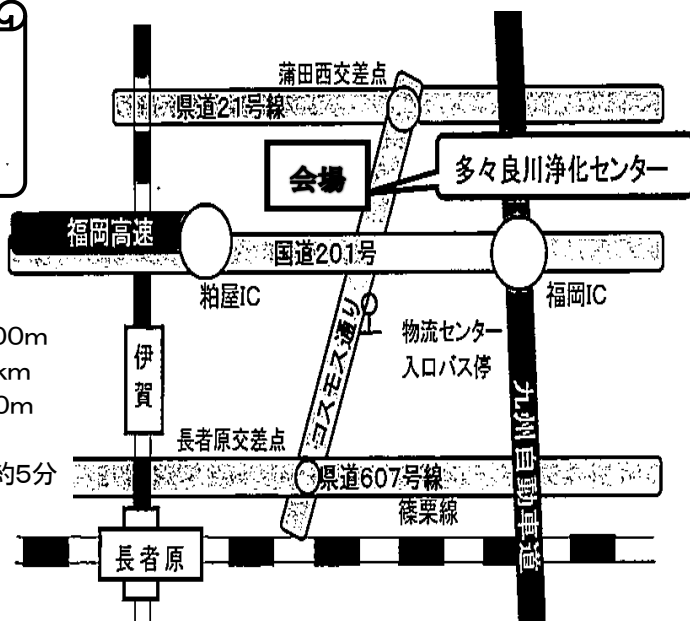 蒲田西交差点
県道21号線
会場
多々良川浄化センター
福岡高速
国道201号
粕屋IC
福岡IC
00m
km
0m
約5分
伊賀
コスモス通り
物流センター
入口バス停
九州自動車道
長者原交差点
県道607号線
篠栗線
長者原